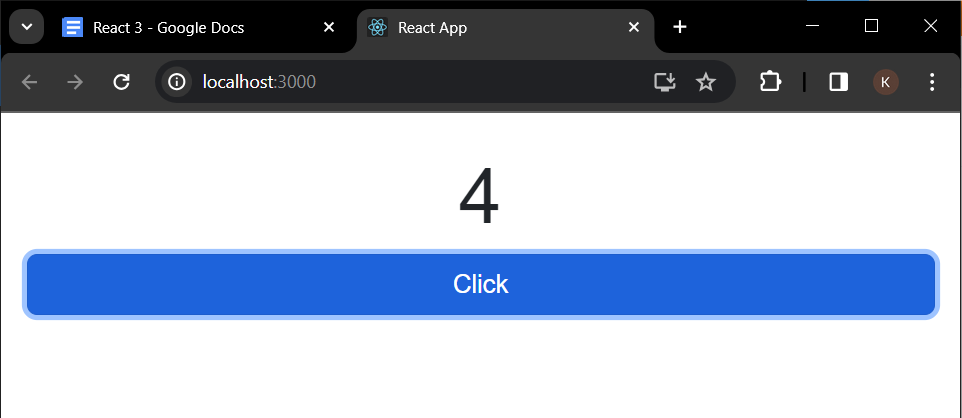 React 3 - Google Docs
React App
localhost:3000
K
4
Click